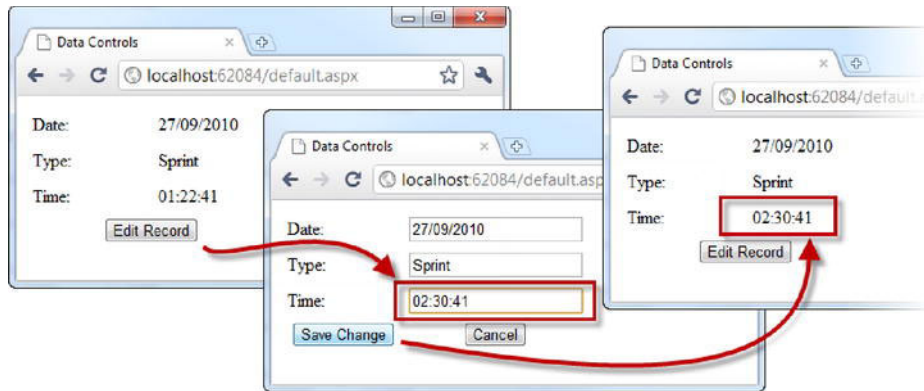 Data Controls
localhost:62084/default.aspx
Date: 27/09/2010
Type: Sprint
Time: 01:22:41
Edit Record
Data Controls
localhost:62084/default.asp
Date: 27/09/2010
Type: Sprint
Time: 02:30:41
Save Change Cancel
Data Controls
localhost:62084/default.a
Date: 27/09/2010
Type: Sprint
Time: 02:30:41
Edit Record